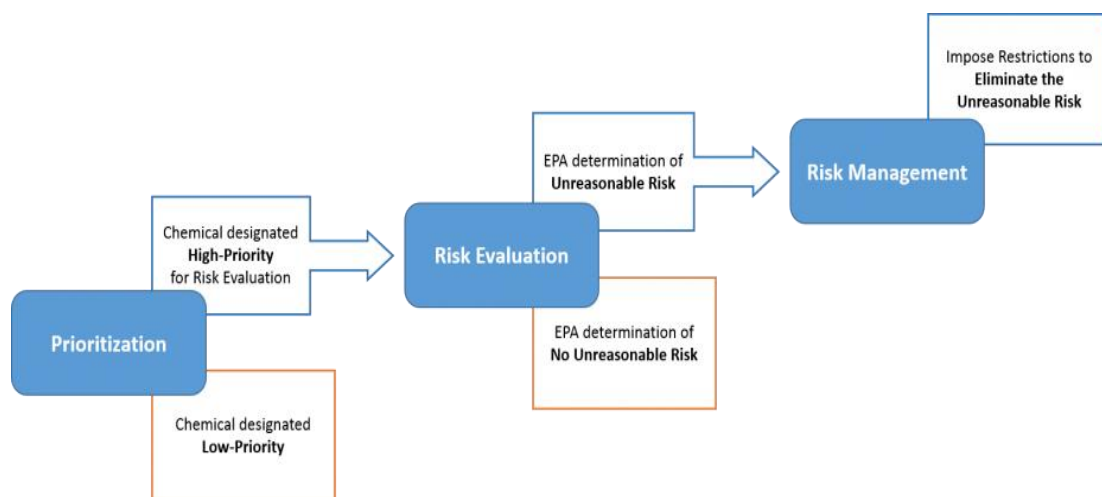 Prioritization
Chemical designated
High-Priority
for Risk Evaluation
Chemical designated
Low-Priority
Risk Evaluation
EPA determination of
Unreasonable Risk
EPA determination of
No Unreasonable Risk
Risk Management
Impose Restrictions to
Eliminate the
Unreasonable Risk